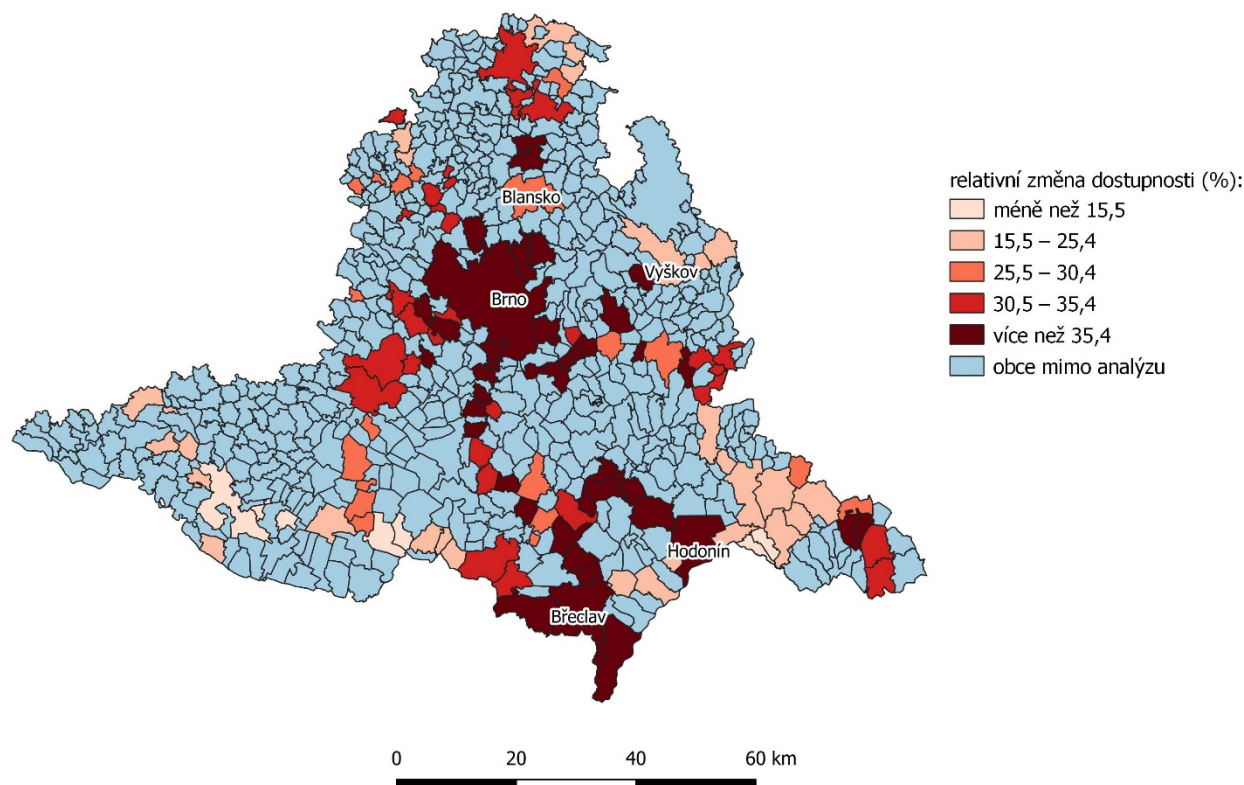 Blansko
Vyškov
Brno
Hodonín
Břeclav
relativní změna dostupnosti (%):
méně než 15,5
15,5 – 25,4
25,5 – 30,4
30,5 – 35,4
více než 35,4
obce mimo analýzu
0 20 40 60 km